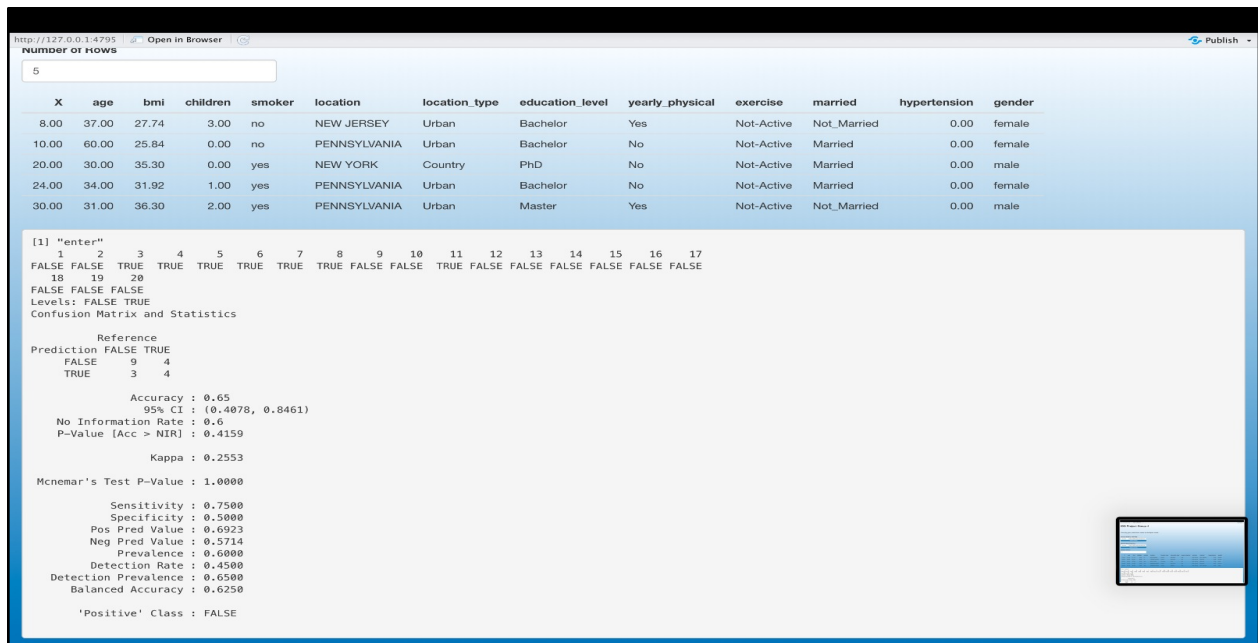 http://127.0.0.1:4795 Open in Browser Publish
Number of Rows
5
X age bmi children smoker location location_type education_level yearly_physical exercise married hypertension gender
8.00 37.00 27.74 3.00 no NEW JERSEY Urban Bachelor Yes Not-Active Not_Married 0.00 female
10.00 60.00 25.84 0.00 no PENNSYLVANIA Urban Bachelor No Not-Active Married 0.00 female
20.00 30.00 35.30 0.00 yes NEW YORK Country PhD No Not-Active Married 0.00 male
24.00 34.00 31.92 1.00 yes PENNSYLVANIA Urban Bachelor No Not-Active Married 0.00 female
30.00 31.00 36.30 2.00 yes PENNSYLVANIA Urban Master Yes Not-Active Not_Married 0.00 male
[1] "enter"
1 2 3 4 5 6 7 8 9 10 11 12 13 14 15 16 17
FALSE FALSE TRUE TRUE TRUE TRUE TRUE TRUE FALSE FALSE TRUE FALSE FALSE FALSE FALSE FALSE FALSE
18 19 20
FALSE FALSE FALSE
Levels: FALSE TRUE
Confusion Matrix and Statistics
Reference
Prediction FALSE TRUE
FALSE 9 4
TRUE 3 4
Accuracy : 0.65
95% CI : (0.4078, 0.8461)
No Information Rate : 0.6
P-Value [Acc > NIR] : 0.4159
Kappa : 0.2553
Mcnemar's Test P-Value : 1.0000
Sensitivity : 0.7500
Specificity : 0.5000
Pos Pred Value : 0.6923
Neg Pred Value : 0.5714
Prevalence : 0.6000
Detection Rate : 0.4500
Detection Prevalence : 0.6500
Balanced Accuracy : 0.6250
'Positive' Class : FALSE